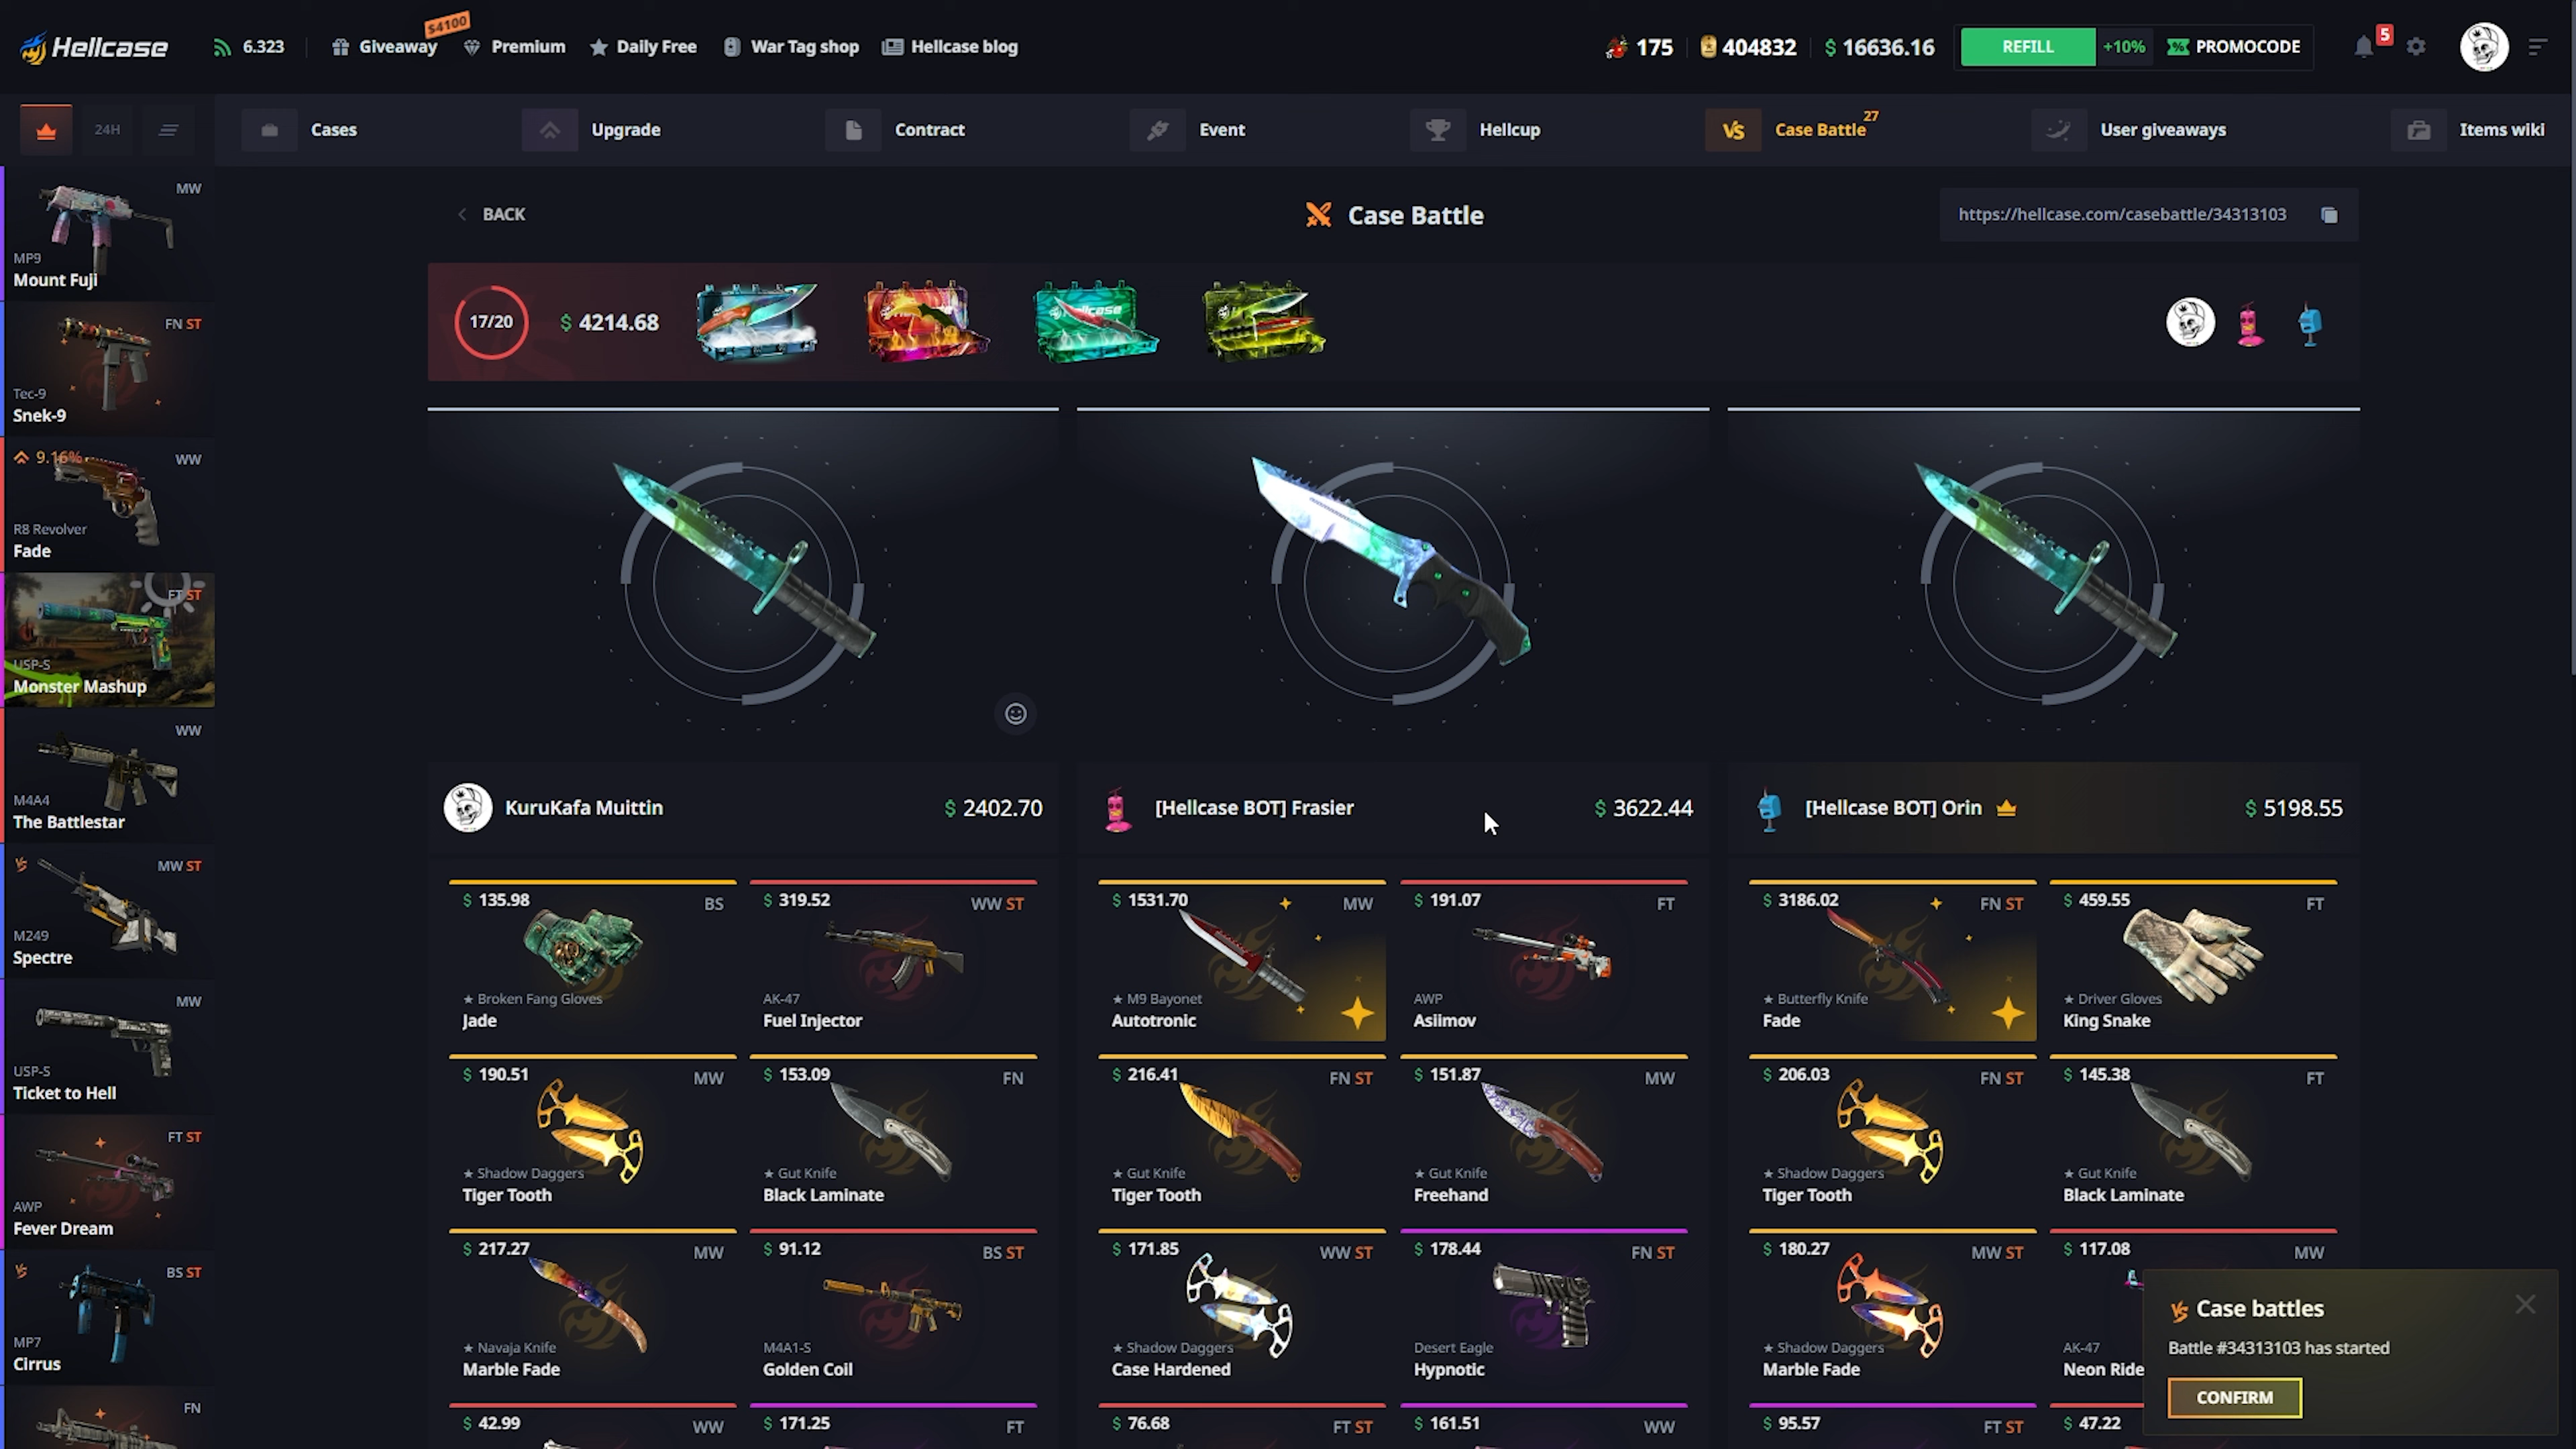 Hellcase
6.323
Giveaway
$4100
Premium
Daily Free
War Tag shop
Hellcase blog
175
404832
$ 16636.16
REFILL
+10%
PROMOCODE
5
24H
Cases
Upgrade
Contract
Event
Hellcup
VS
Case Battle
27
User giveaways
Items wiki
MW
MP9
Mount Fuji
FN ST
Tec-9
Snek-9
9.16%
WW
R8 Revolver
Fade
FT ST
USP-S
Monster Mashup
WW
M4A4
The Battlestar
MW ST
M249
Spectre
MW
USP-S
Ticket to Hell
FT ST
AWP
Fever Dream
BS ST
MP7
Cirrus
FN
BACK
Case Battle
https://hellcase.com/casebattle/34313103
17/20
$ 4214.68
KuruKafa Muittin
$ 2402.70
[Hellcase BOT] Frasier
$ 3622.44
[Hellcase BOT] Orin
$ 5198.55
$ 135.98
BS
★ Broken Fang Gloves
Jade
$ 319.52
WW ST
AK-47
Fuel Injector
$ 1531.70
MW
★ M9 Bayonet
Autotronic
$ 191.07
FT
AWP
Asiimov
$ 3186.02
FN ST
★ Butterfly Knife
Fade
$ 459.55
FT
★ Driver Gloves
King Snake
$ 190.51
MW
★ Shadow Daggers
Tiger Tooth
$ 153.09
FN
★ Gut Knife
Black Laminate
$ 216.41
FN ST
★ Gut Knife
Tiger Tooth
$ 151.87
MW
★ Gut Knife
Freehand
$ 206.03
FN ST
★ Shadow Daggers
Tiger Tooth
$ 145.38
FT
★ Gut Knife
Black Laminate
$ 217.27
MW
★ Navaja Knife
Marble Fade
$ 91.12
BS ST
M4A1-S
Golden Coil
$ 171.85
WW ST
★ Shadow Daggers
Case Hardened
$ 178.44
FN ST
Desert Eagle
Hypnotic
$ 180.27
MW ST
★ Shadow Daggers
Marble Fade
$ 117.08
MW
AK-47
Neon Ride
$ 42.99
WW
$ 171.25
FT
$ 76.68
FT ST
$ 161.51
WW
$ 95.57
FT ST
$ 47.22
VS Case battles
Battle #34313103 has started
CONFIRM